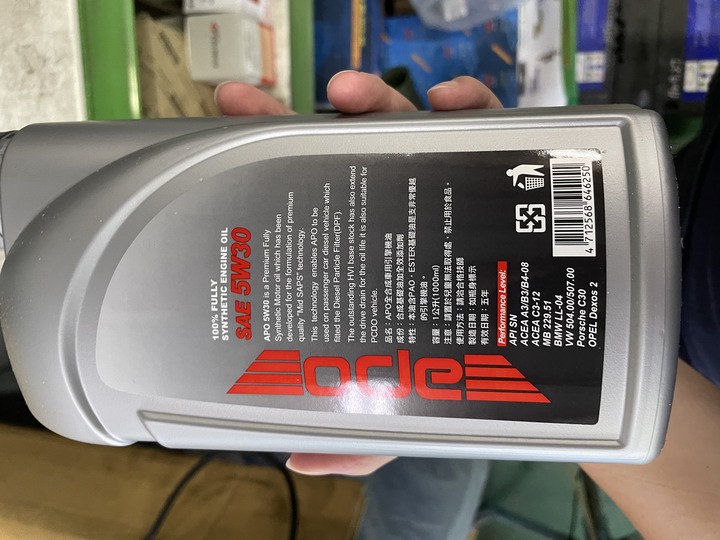 apo
100% FULLY
SYNTHETIC ENGINE OIL
SAE 5W30
APO 5W30 is a Premium Fully
Synthetic Motor oil which has been
developed for the formulation of premium
quality "Mid SAPS" technology.
This technology enables APO to be
used on passenger car diesel vehicle which
fitted the Diesel Particle Filter(DPF).
The outstanding HVI base stock has also extend
the drive drain for the oil life it is also suitable for
PCDO vehicle.
品名：APO全合成車用引擎機油
成份：合成基礎油加全效添加劑
特性：本油含PAO、ESTER基礎油是支非常優越
的引擎機油。
容量：1公升(1000ml)
注意：請置於兒童無法取得處，禁止用於食品。
使用方法：請洽合格技師
製造日期：如瓶身標示
有效日期：五年
Performance Level:
API SN
ACEA A3/B3/B4-08
ACEA C3-12
MB 229.51
BMW LL-04
VW 504.00/507.00
Porsche C30
OPEL Dexos 2
4 712568 646250